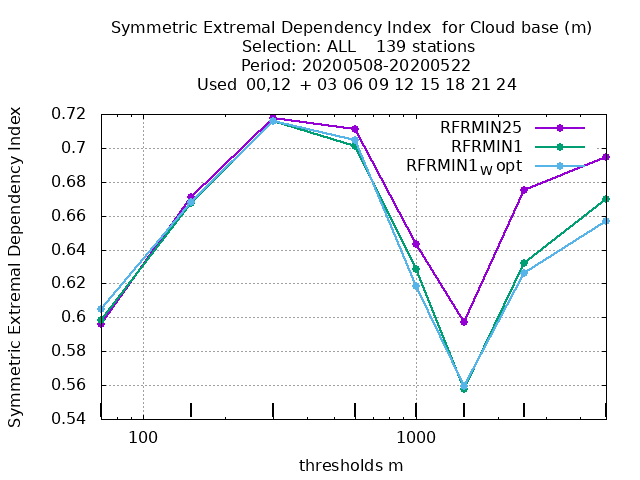 Symmetric Extremal Dependency Index  for Cloud base (m)
Selection: ALL    139 stations
Period: 20200508-20200522
Used  00,12  + 03 06 09 12 15 18 21 24
Symmetric Extremal Dependency Index
0.72
0.7
0.68
0.66
0.64
0.62
0.6
0.58
0.56
0.54
RFRMIN25
RFRMIN1
RFRMIN1W opt
100
1000
thresholds m